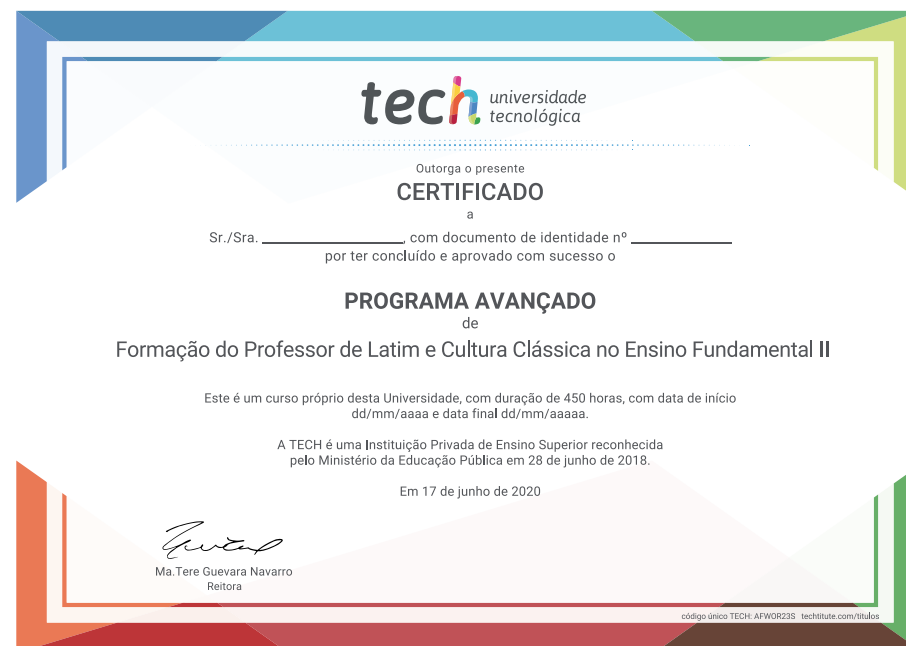 tech universidade
tecnológica
Outorga o presente
CERTIFICADO
a
Sr./Sra. ________________, com documento de identidade nº ____________
por ter concluído e aprovado com sucesso o
PROGRAMA AVANÇADO
de
Formação do Professor de Latim e Cultura Clássica no Ensino Fundamental II
Este é um curso próprio desta Universidade, com duração de 450 horas, com data de início
dd/mm/aaaa e data final dd/mm/aaaaa.
A TECH é uma Instituição Privada de Ensino Superior reconhecida
pelo Ministério da Educação Pública em 28 de junho de 2018.
Em 17 de junho de 2020
Ma.Tere Guevara Navarro
Reitora
código único TECH: AFWOR23S techtitute.com/titulos